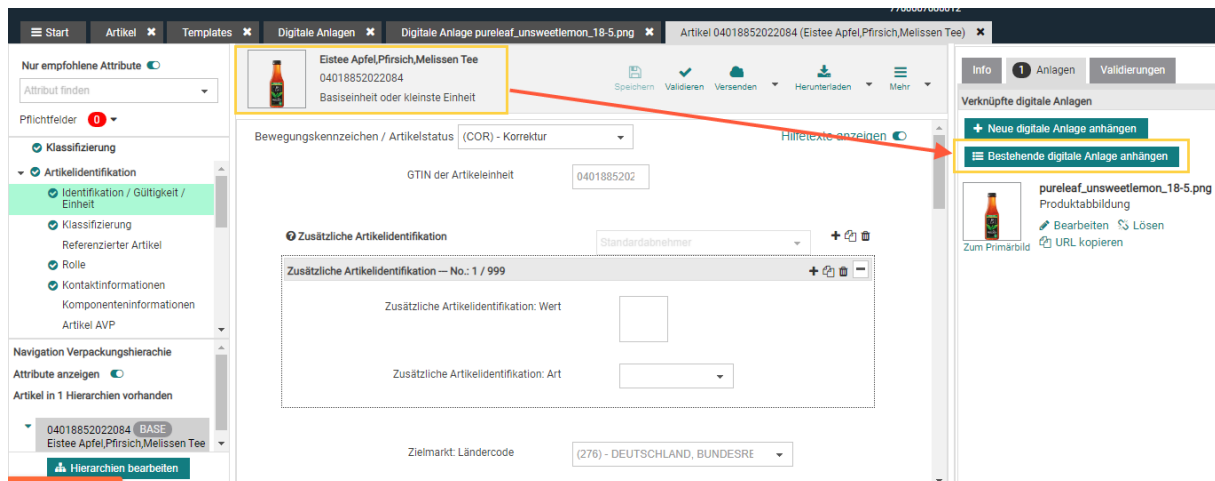 Start
Artikel
Templates
Digitale Anlagen
Digitale Anlage pureleaf_unsweetlemon_18-5.png
Artikel 04018852022084 (Eistee Apfel,Pfirsich,Melissen Tee)
Nur empfohlene Attribute
Attribut finden
Pflichtfelder 0
Klassifizierung
Artikelidentifikation
Identifikation / Gültigkeit /
Einheit
Klassifizierung
Referenzierter Artikel
Rolle
Kontaktinformationen
Komponenteninformationen
Artikel AVP
Navigation Verpackungshierachie
Attribute anzeigen
Artikel in 1 Hierarchien vorhanden
04018852022084 BASE
Eistee Apfel,Pfirsich,Melissen Tee
Hierarchien bearbeiten
Eistee Apfel,Pfirsich,Melissen Tee
04018852022084
Basiseinheit oder kleinste Einheit
Speichern
Validieren
Versenden
Herunterladen
Mehr
Bewegungskennzeichen / Artikelstatus (COR) - Korrektur
Hilfetexte anzeigen
GTIN der Artikeleinheit 0401885202
Zusätzliche Artikelidentifikation Standardabnehmer
Zusätzliche Artikelidentifikation — No.: 1 / 999
Zusätzliche Artikelidentifikation: Wert
Zusätzliche Artikelidentifikation: Art
Zielmarkt: Ländercode (276) - DEUTSCHLAND, BUNDESRE
Info
1 Anlagen
Validierungen
Verknüpfte digitale Anlagen
Neue digitale Anlage anhängen
Bestehende digitale Anlage anhängen
pureleaf_unsweetlemon_18-5.png
Produktabbildung
Bearbeiten Lösen
Zum Primärbild URL kopieren